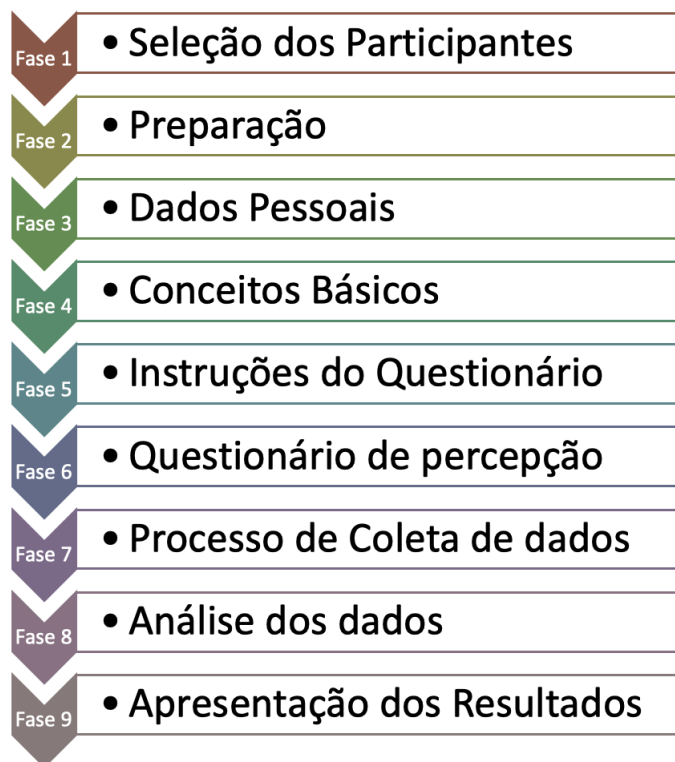 Fase 1
• Seleção dos Participantes
Fase 2
• Preparação
Fase 3
• Dados Pessoais
Fase 4
• Conceitos Básicos
Fase 5
• Instruções do Questionário
Fase 6
• Questionário de percepção
Fase 7
• Processo de Coleta de dados
Fase 8
• Análise dos dados
Fase 9
• Apresentação dos Resultados